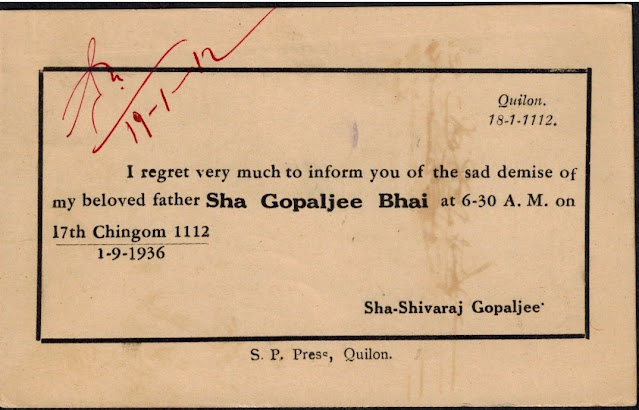 19-1-12
Quilon.
18-1-1112.
I regret very much to inform you of the sad demise of
my beloved father Sha Gopaljee Bhai at 6-30 A. M. on
17th Chingom 1112
1-9-1936
Sha-Shivaraj Gopaljee
S. P. Press, Quilon.